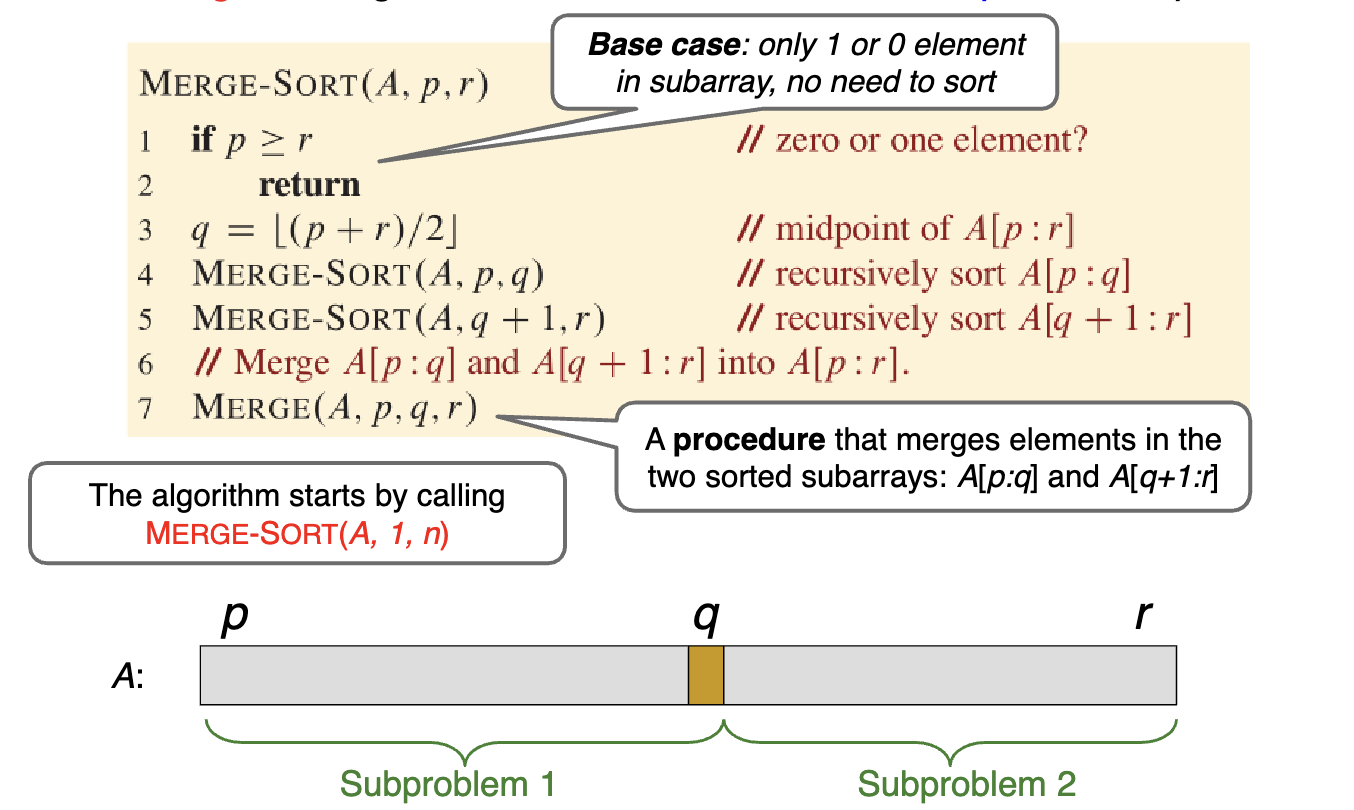 Base case: only 1 or 0 element
in subarray, no need to sort
MERGE-SORT(A, p, r)
1 if p ≥ r // zero or one element?
2 return
3 q = ⌊(p + r)/2⌋ // midpoint of A[p : r]
4 MERGE-SORT(A, p, q) // recursively sort A[p : q]
5 MERGE-SORT(A, q + 1, r) // recursively sort A[q + 1 : r]
6 // Merge A[p : q] and A[q + 1 : r] into A[p : r].
7 MERGE(A, p, q, r)
A procedure that merges elements in the
two sorted subarrays: A[p:q] and A[q+1:r]
The algorithm starts by calling
MERGE-SORT(A, 1, n)
p q r
A:
Subproblem 1 Subproblem 2